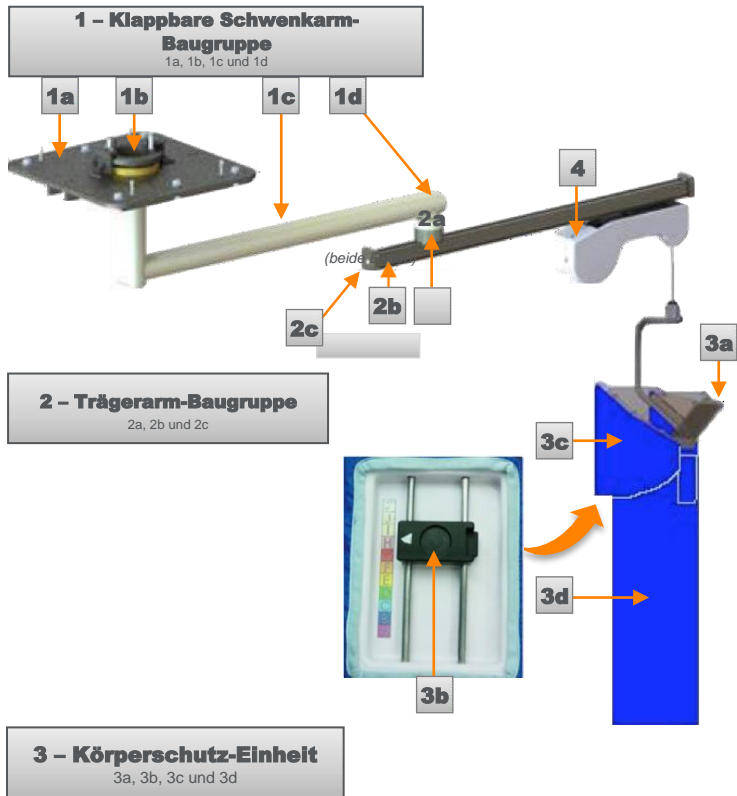 1 – Klappbare Schwenkarm-
Baugruppe
1a, 1b, 1c und 1d
1a
1b
1c
1d
4
2a
(beide
2b
2c
3a
2 – Trägerarm-Baugruppe
2a, 2b und 2c
3c
3d
3b
3 – Körperschutz-Einheit
3a, 3b, 3c und 3d